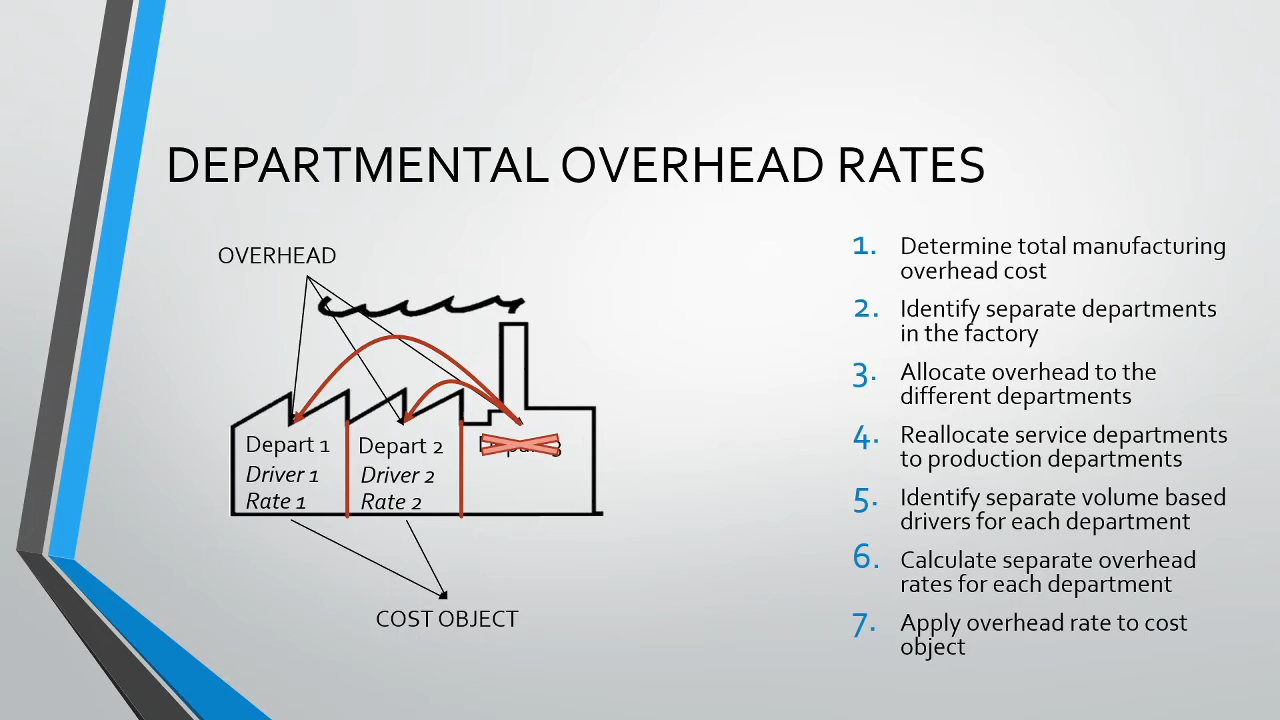 DEPARTMENTAL OVERHEAD RATES
OVERHEAD
Depart 1
Driver 1
Rate 1
Depart 2
Driver 2
Rate 2
COST OBJECT
1. Determine total manufacturing
overhead cost
2. Identify separate departments
in the factory
3. Allocate overhead to the
different departments
4. Reallocate service departments
to production departments
5. Identify separate volume based
drivers for each department
6. Calculate separate overhead
rates for each department
7. Apply overhead rate to cost
object